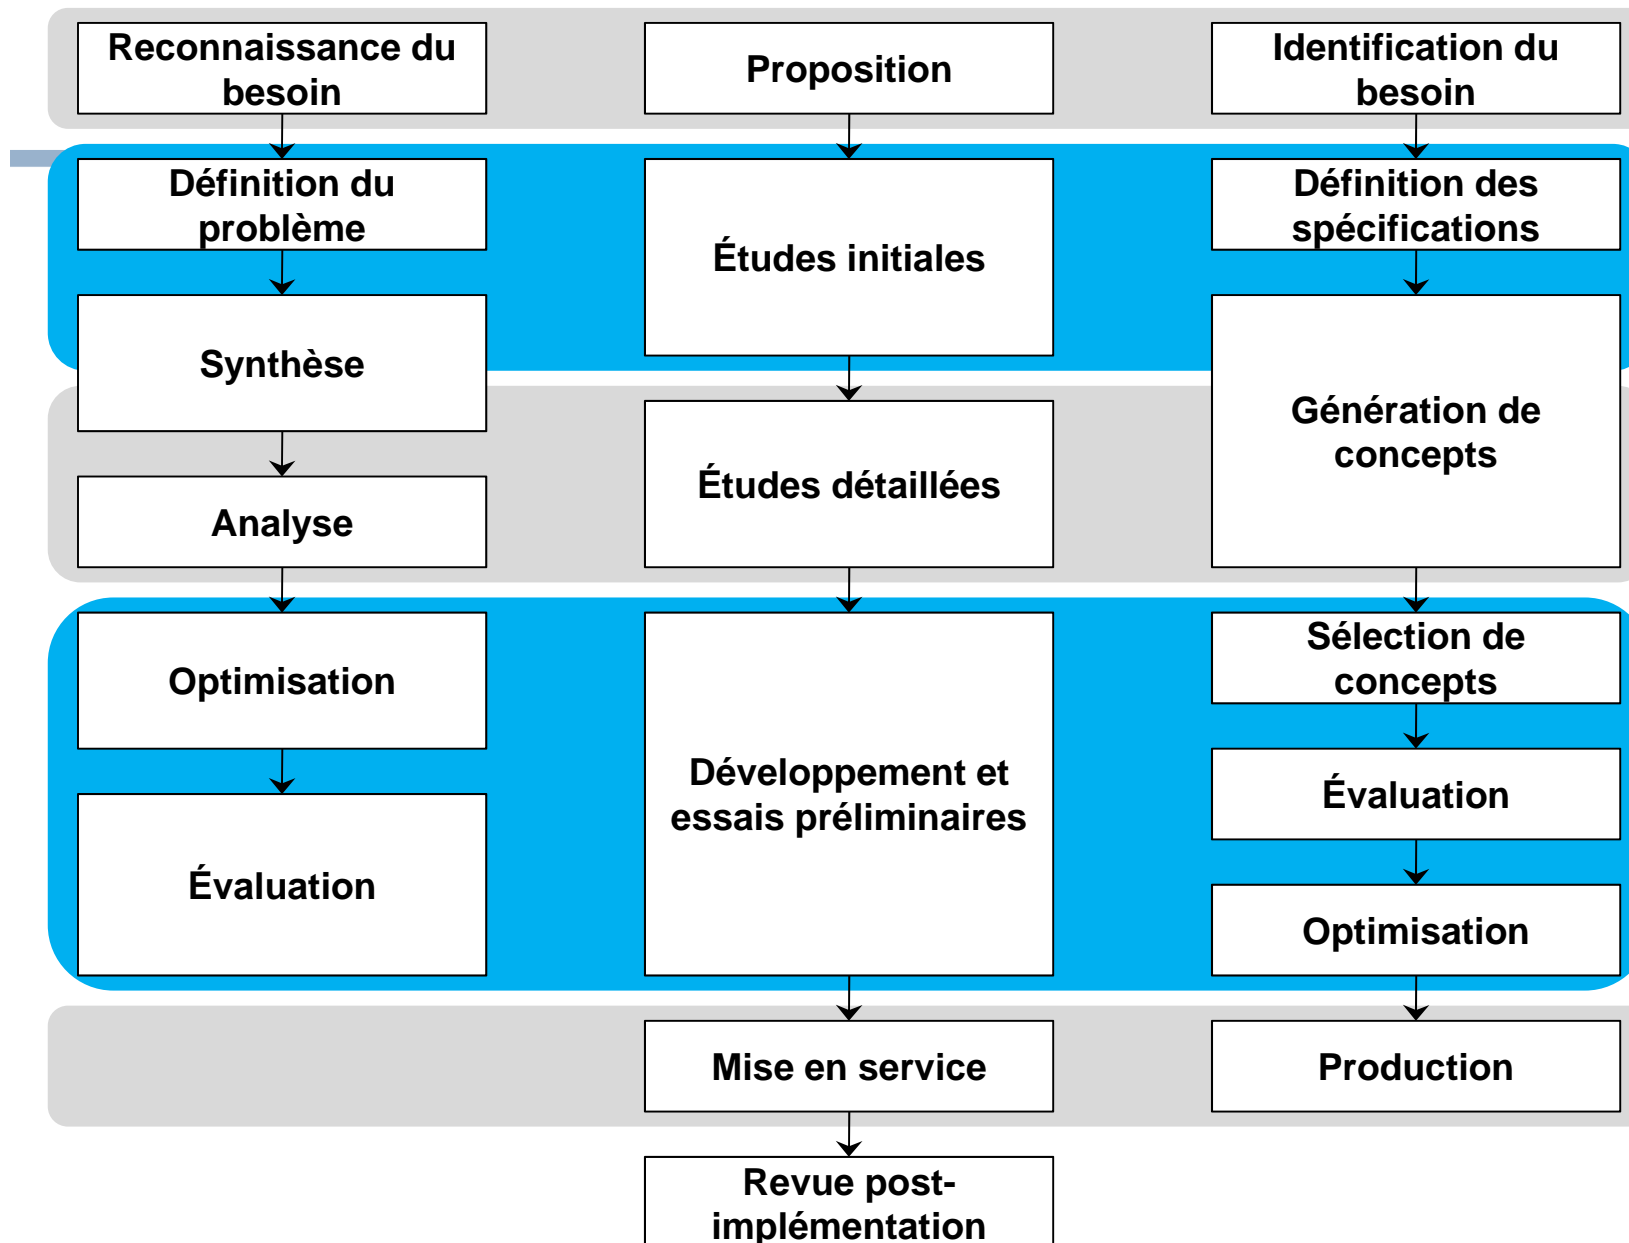 Reconnaissance du
besoin
Proposition
Identification du
besoin
Définition du
problème
Études initiales
Définition des
spécifications
Synthèse
Génération de
concepts
Études détaillées
Analyse
Optimisation
Développement et
essais préliminaires
Sélection de
concepts
Évaluation
Évaluation
Optimisation
Mise en service
Production
Revue post-
implémentation